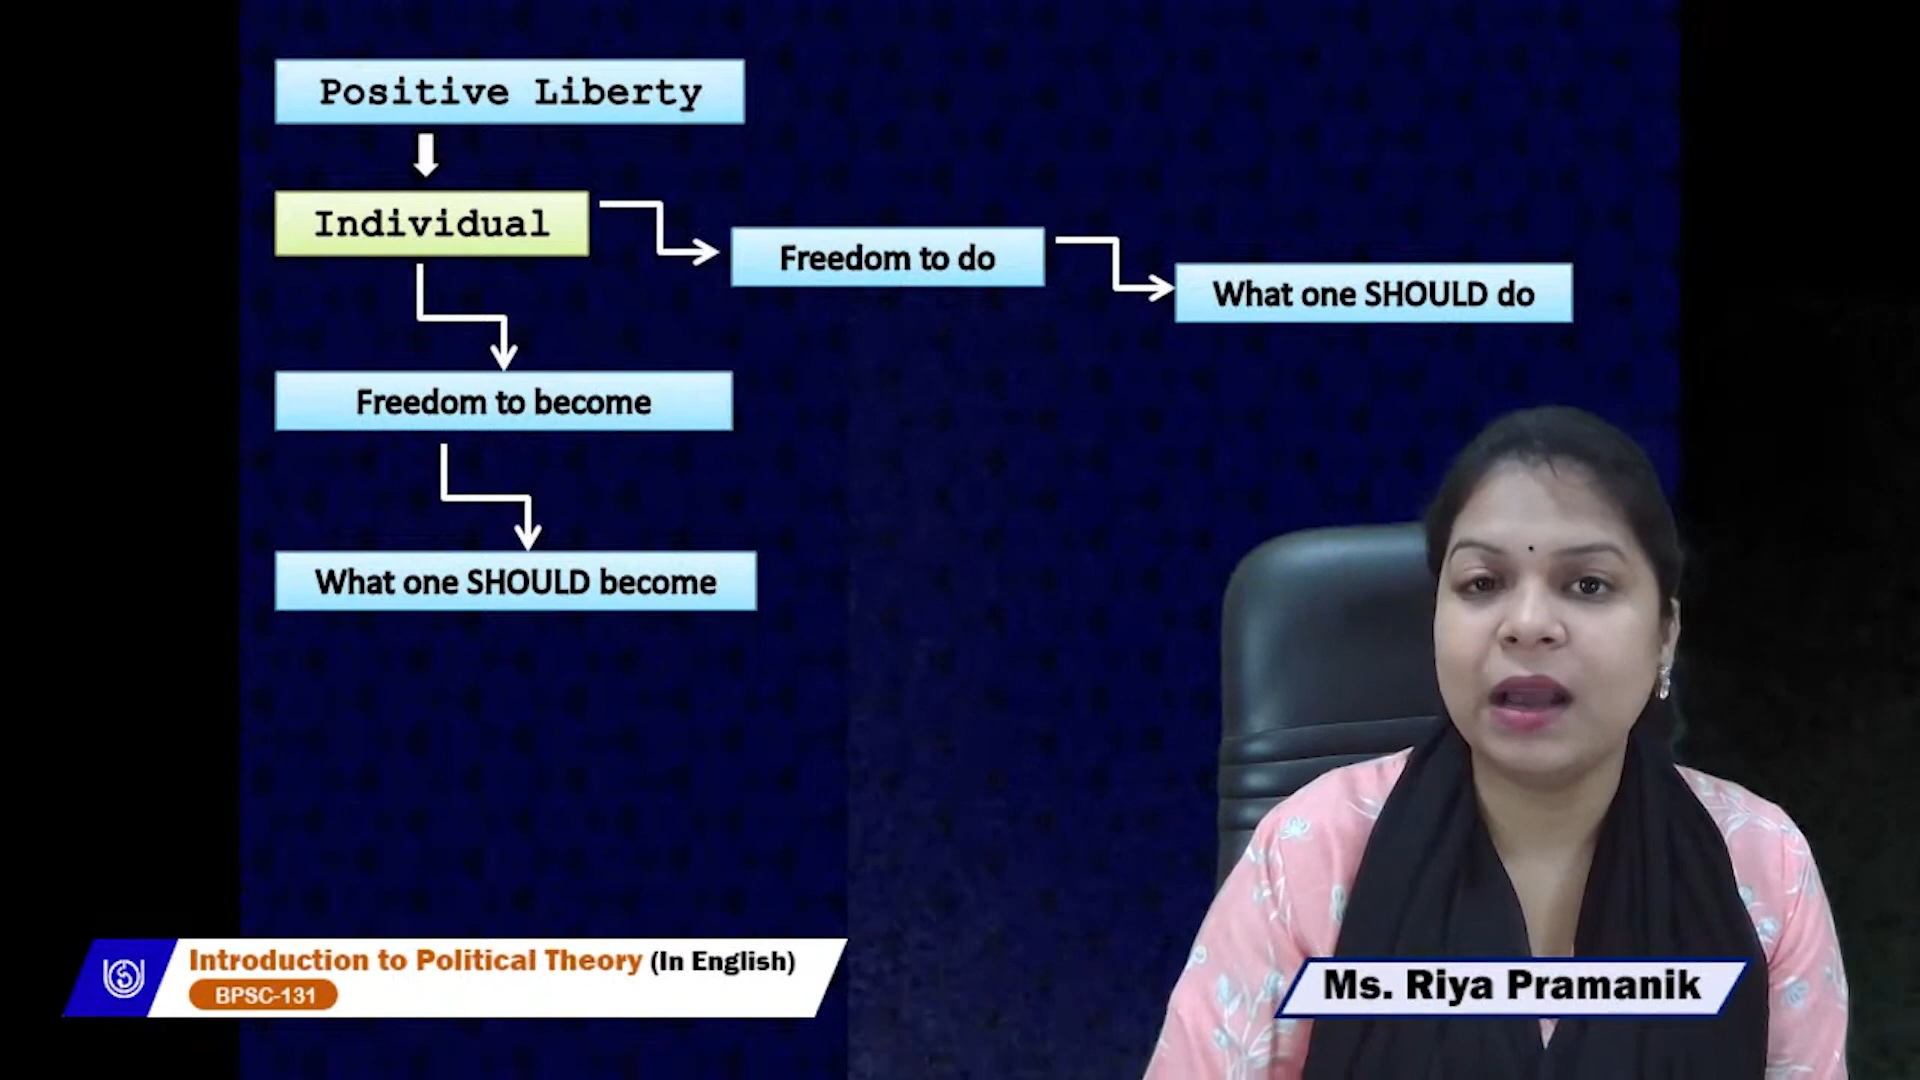 Positive Liberty
Individual
Freedom to do
What one SHOULD do
Freedom to become
What one SHOULD become
Introduction to Political Theory (In English)
BPSC-131
Ms. Riya Pramanik